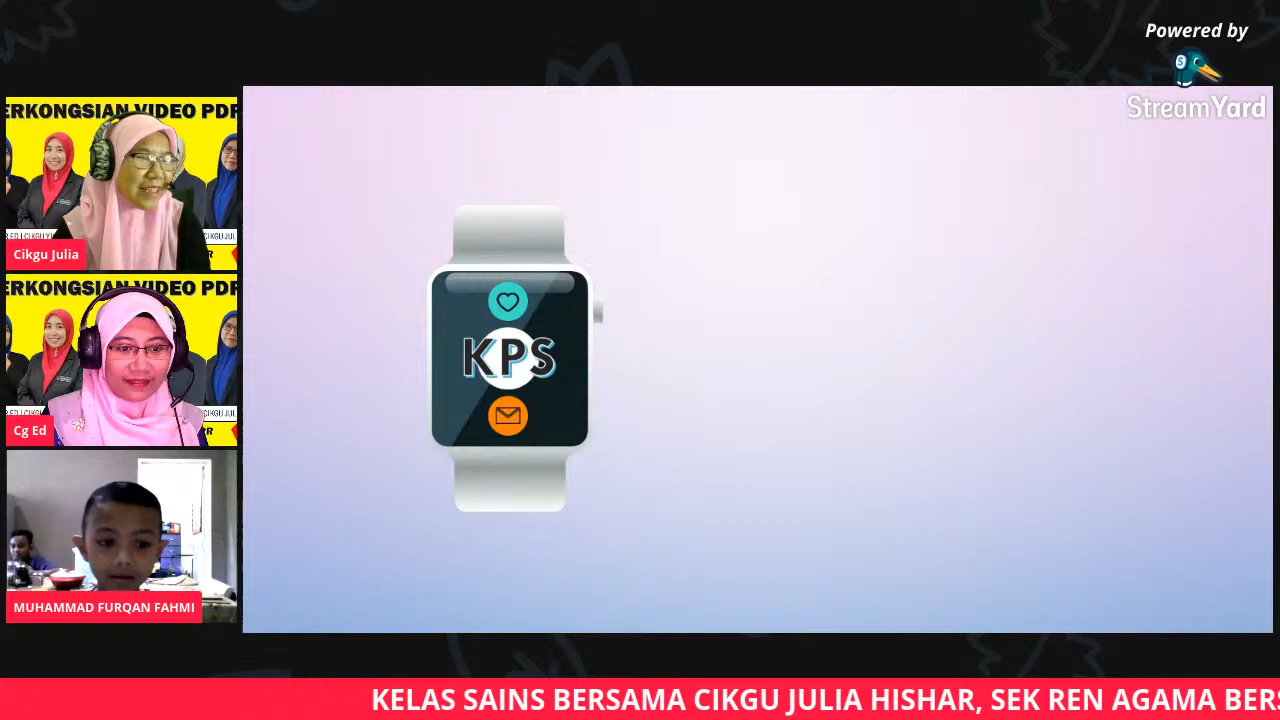 Powered by
StreamYard
ERKONGSIAN VIDEO PDP
Cikgu Julia
ERKONGSIAN VIDEO PDP
Cg Ed
MUHAMMAD FURQAN FAHMI
KPS
KELAS SAINS BERSAMA CIKGU JULIA HISHAR, SEK REN AGAMA BERS